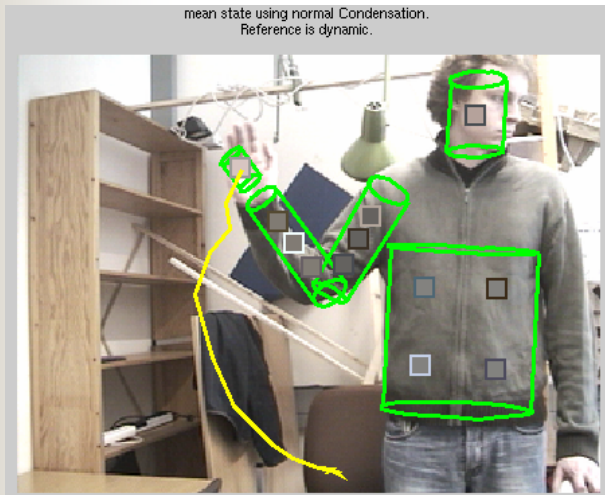 mean state using normal Condensation.
Reference is dynamic.